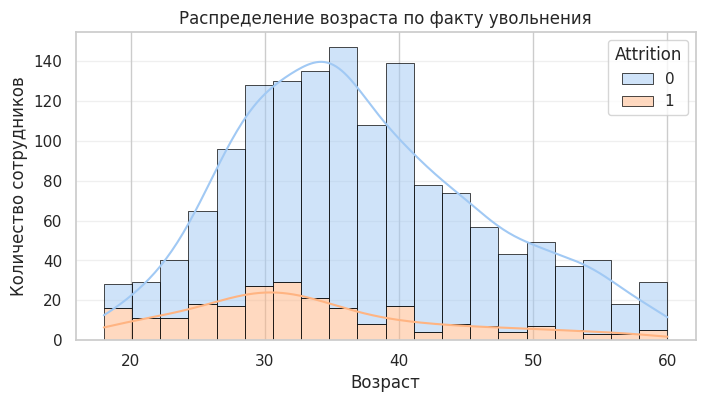 Распределение возраста по факту увольнения
Attrition
0
1
Количество сотрудников
140
120
100
80
60
40
20
0
20 30 40 50 60
Возраст